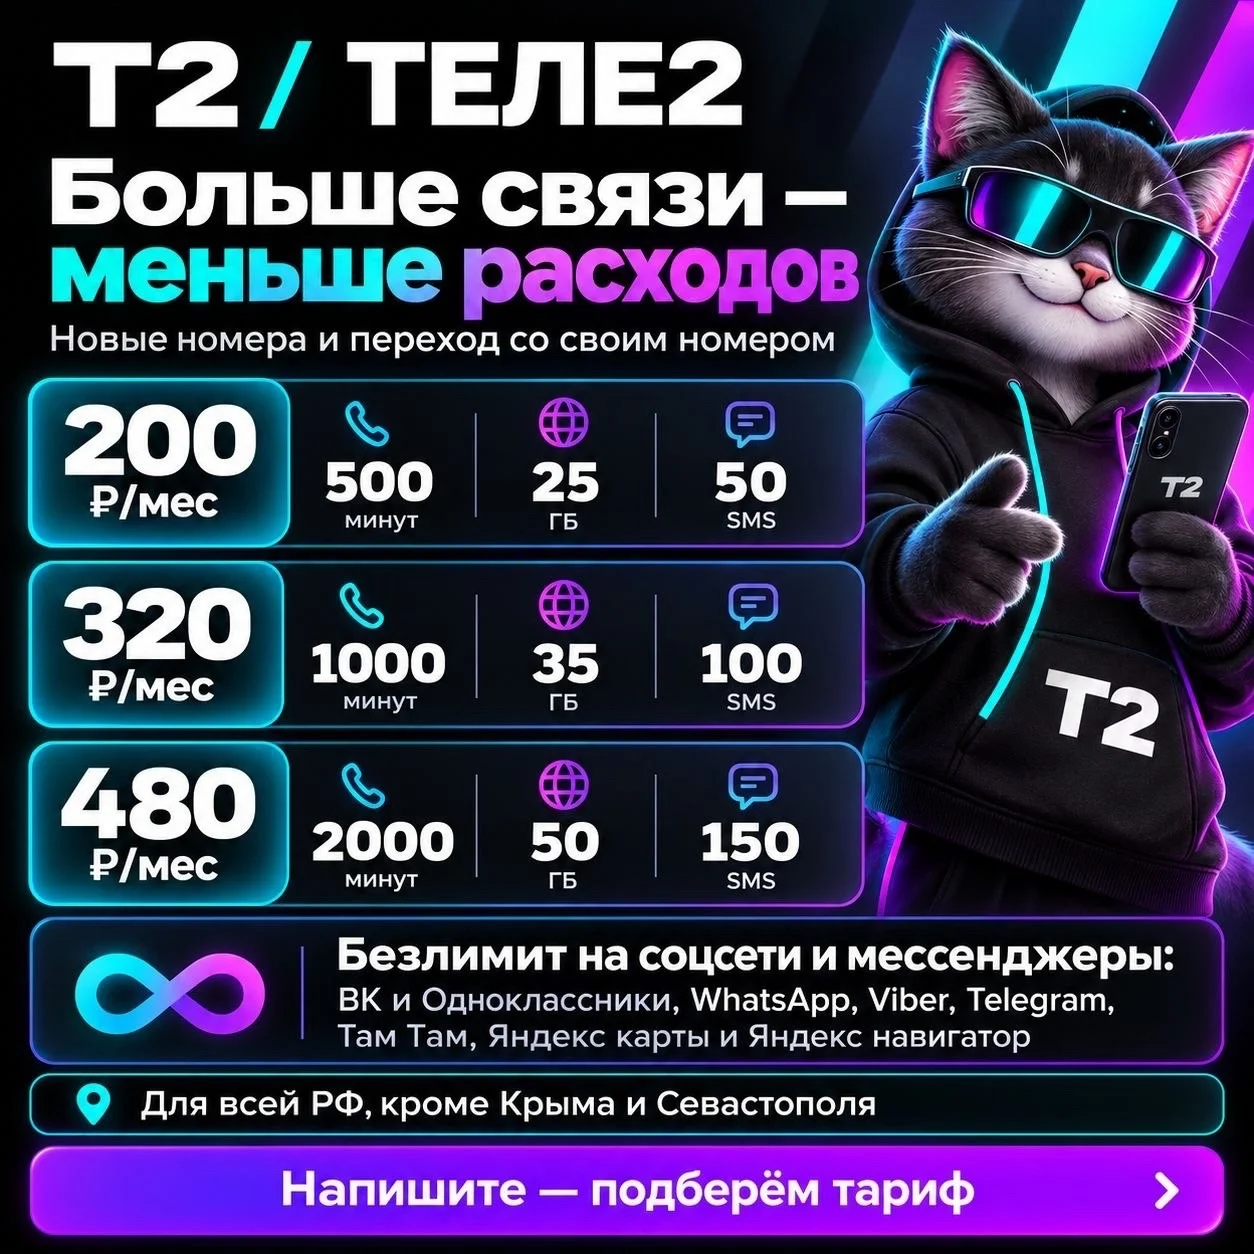 Т2 / ТЕЛЕ2
Больше связи –
меньше расходов
Новые номера и переход со своим номером
200
₽/мес
500
минут
25
ГБ
50
SMS
320
₽/мес
1000
минут
35
ГБ
100
SMS
480
₽/мес
2000
минут
50
ГБ
150
SMS
T2
T2
Безлимит на соцсети и мессенджеры:
ВК и Одноклассники, WhatsApp, Viber, Telegram,
Там Там, Яндекс карты и Яндекс навигатор
Для всей РФ, кроме Крыма и Севастополя
Напишите — подберём тариф